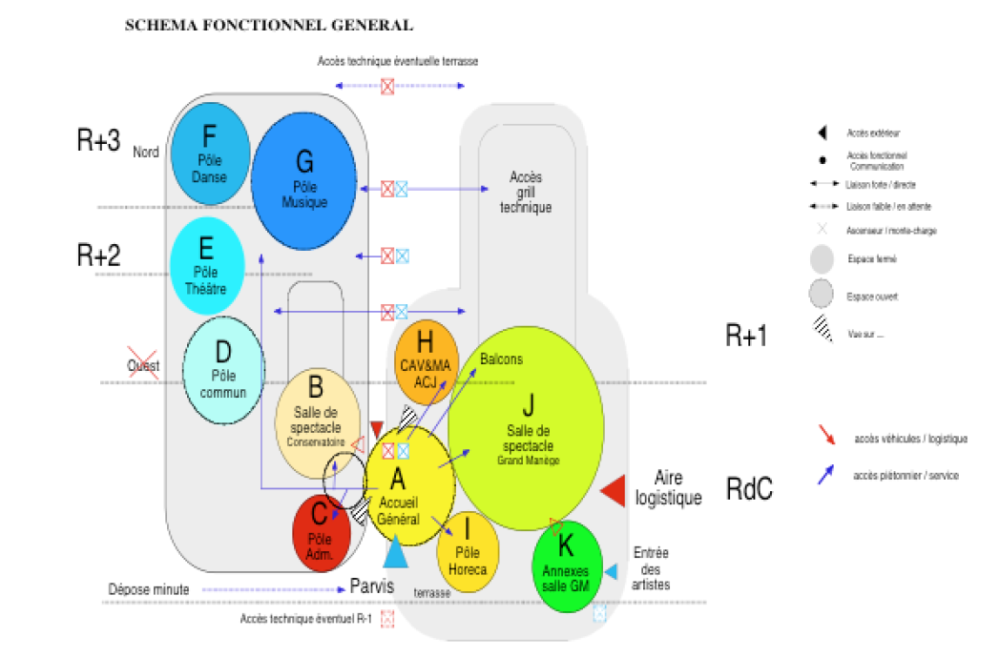 SCHEMA FONCTIONNEL GENERAL
Accès technique éventuelle terrasse
R+3
Nord
F
Pôle
Danse
G
Pôle
Musique
Accès
grill
technique
Accès extérieur
Accès fonctionnel
Communication
Liaison forte / directe
Liaison faible / en attente
Ascenseur / monte-charge
Espace fermé
Espace ouvert
Vue sur ...
R+2
E
Pôle
Théâtre
R+1
Ouest
D
Pôle
commun
H
CAV&MA
ACJ
Balcons
B
Salle de
spectacle
Conservatoire
J
Salle de
spectacle
Grand Manège
accès véhicules / logistique
accès piétonnier / service
A
Accueil
Général
Aire
logistique
RdC
C
Pôle
Adm.
I
Pôle
Horeca
K
Annexes
salle GM
Entrée
des
artistes
Dépose minute
Parvis
terrasse
Accès technique éventuel R-1